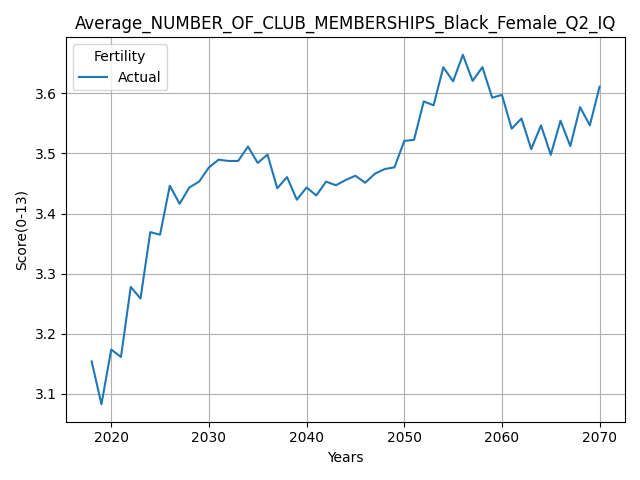 Average_NUMBER_OF_CLUB_MEMBERSHIPS_Black_Female_Q2_IQ
Fertility
Actual
3.6
3.5
3.4
3.3
3.2
3.1
Score(0-13)
2020 2030 2040 2050 2060 2070
Years